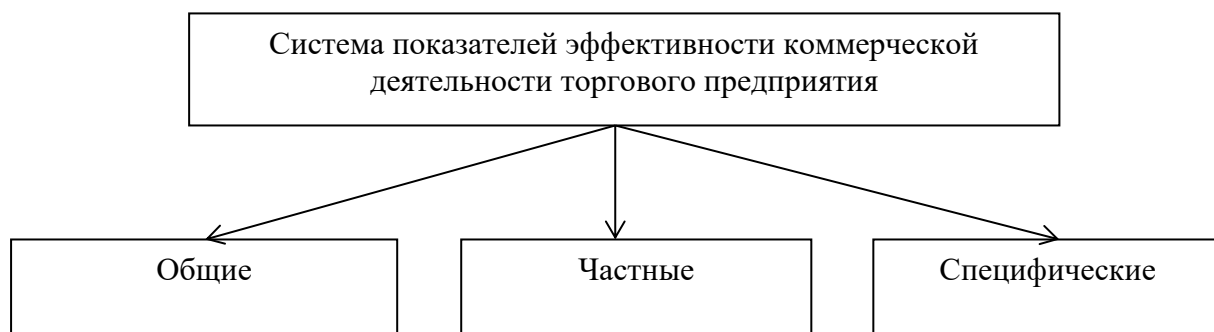 Система показателей эффективности коммерческой
деятельности торгового предприятия
Общие
Частные
Специфические